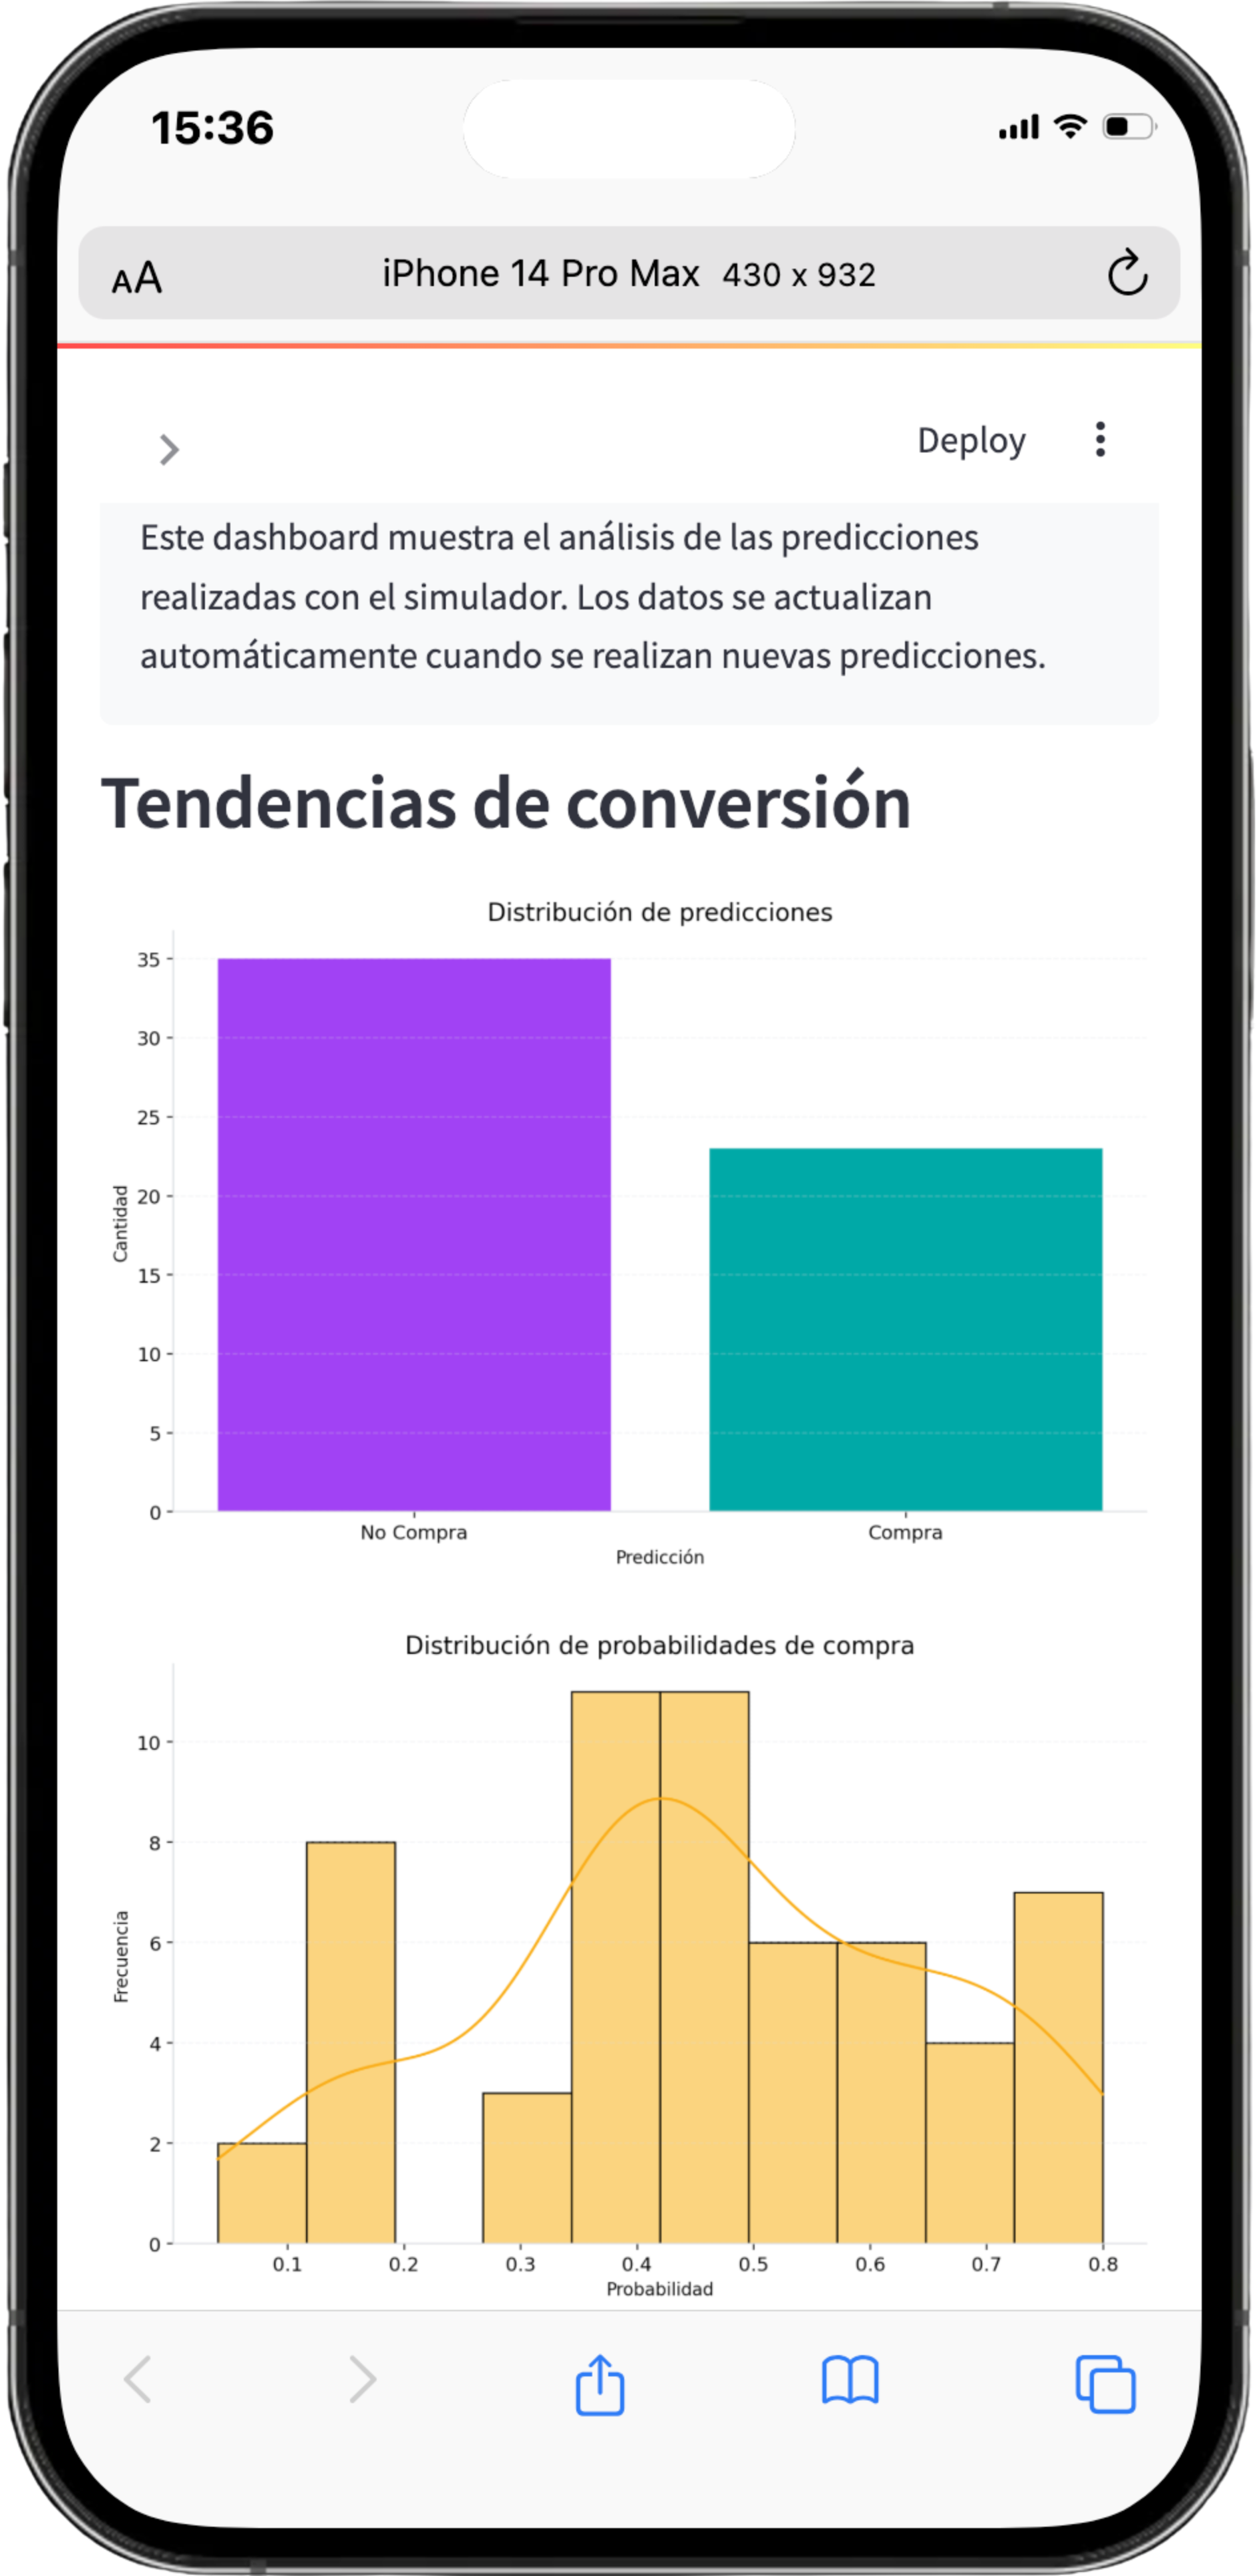 15:36
AA
iPhone 14 Pro Max 430 x 932
Deploy
Este dashboard muestra el análisis de las predicciones
realizadas con el simulador. Los datos se actualizan
automáticamente cuando se realizan nuevas predicciones.
Tendencias de conversión
Distribución de predicciones
35
30
25
20
15
10
5
0
Cantidad
No Compra
Compra
Predicción
Distribución de probabilidades de compra
10
8
6
4
2
0
Frecuencia
0.1 0.2 0.3 0.4 0.5 0.6 0.7 0.8
Probabilidad